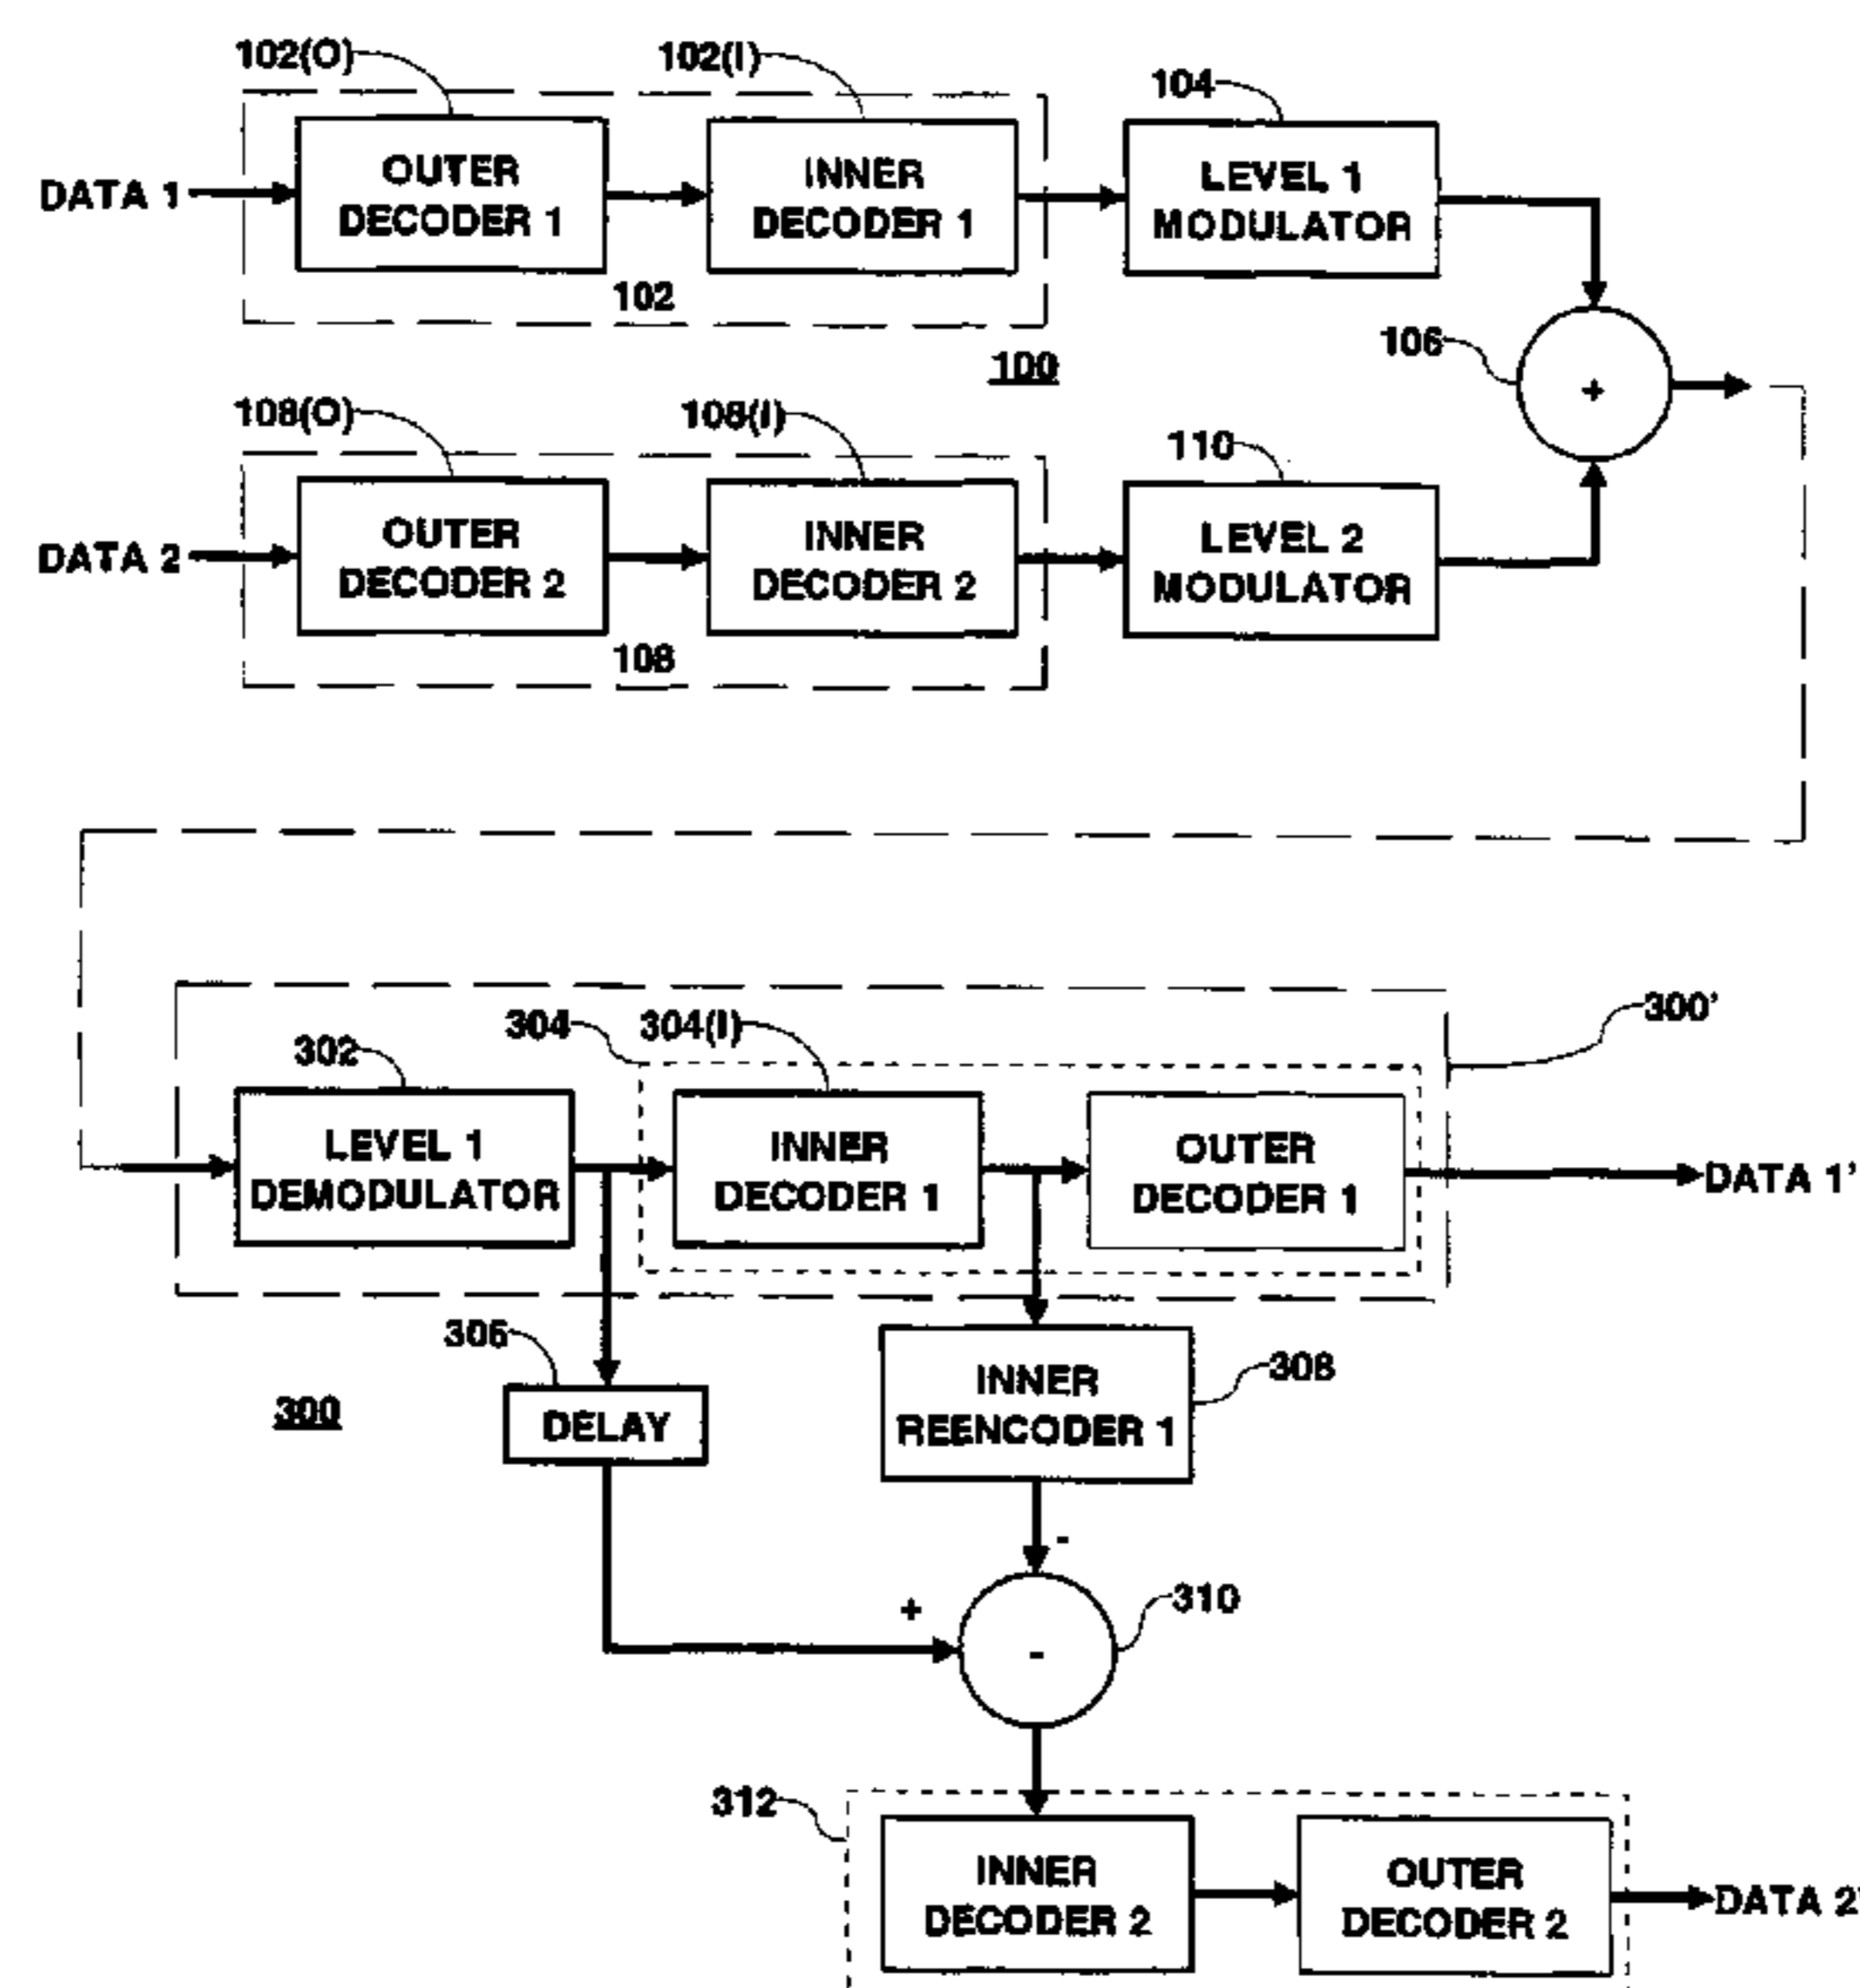 102(O)
102(I)
104
DATA 1
OUTER
DECODER 1
INNER
DECODER 1
LEVEL 1
MODULATOR
102
100
106
+
108(O)
108(I)
110
DATA 2
OUTER
DECODER 2
INNER
DECODER 2
LEVEL 2
MODULATOR
108
300'
304
304(I)
302
LEVEL 1
DEMODULATOR
INNER
DECODER 1
OUTER
DECODER 1
DATA 1'
306
308
300
DELAY
INNER
REENCODER 1
-
+
310
-
312
INNER
DECODER 2
OUTER
DECODER 2
DATA 2'